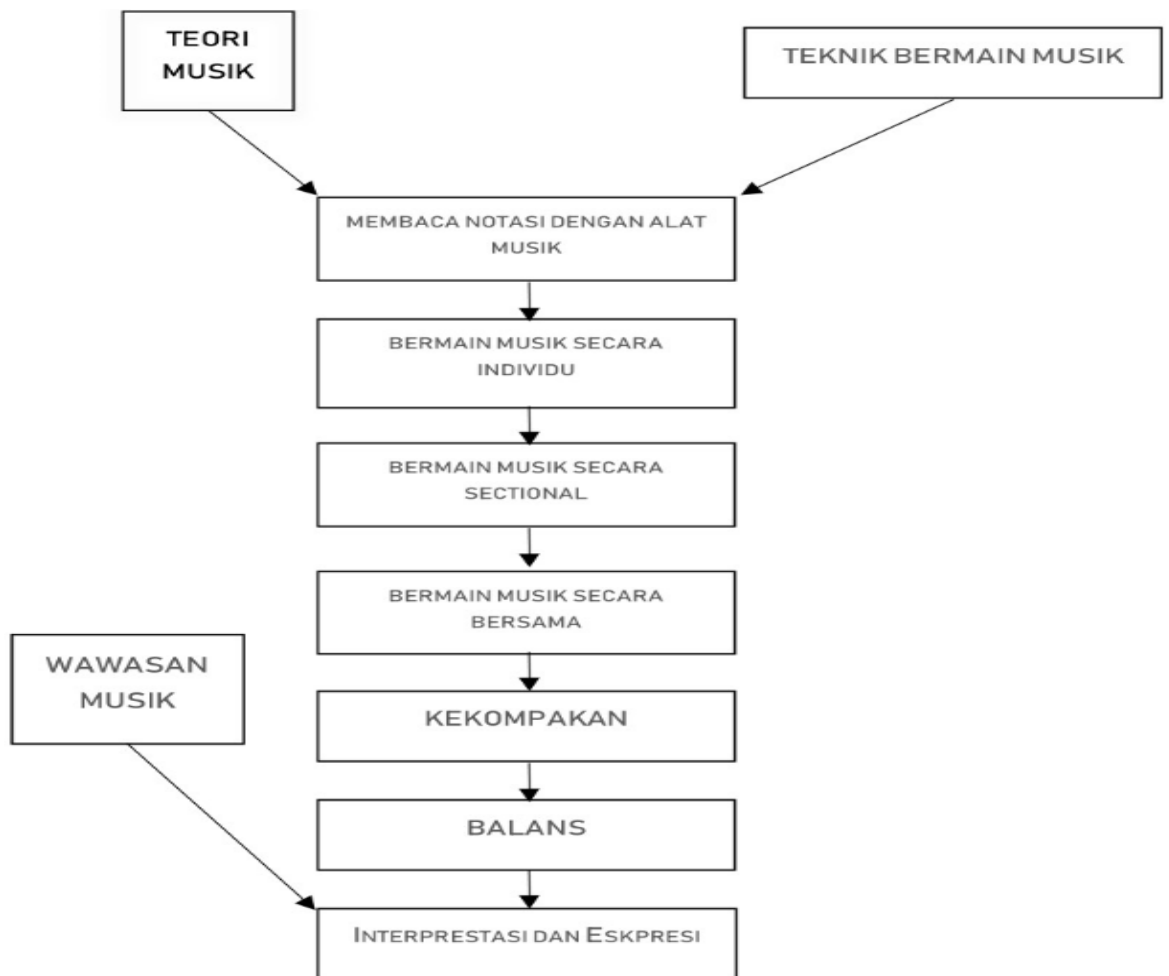 TEORI
MUSIK
TEKNIK BERMAIN MUSIK
MEMBACA NOTASI DENGAN ALAT
MUSIK
BERMAIN MUSIK SECARA
INDIVIDU
BERMAIN MUSIK SECARA
SECTIONAL
BERMAIN MUSIK SECARA
BERSAMA
WAWASAN
MUSIK
KEKOMPAKAN
BALANS
INTERPRESTASI DAN ESKPRESI